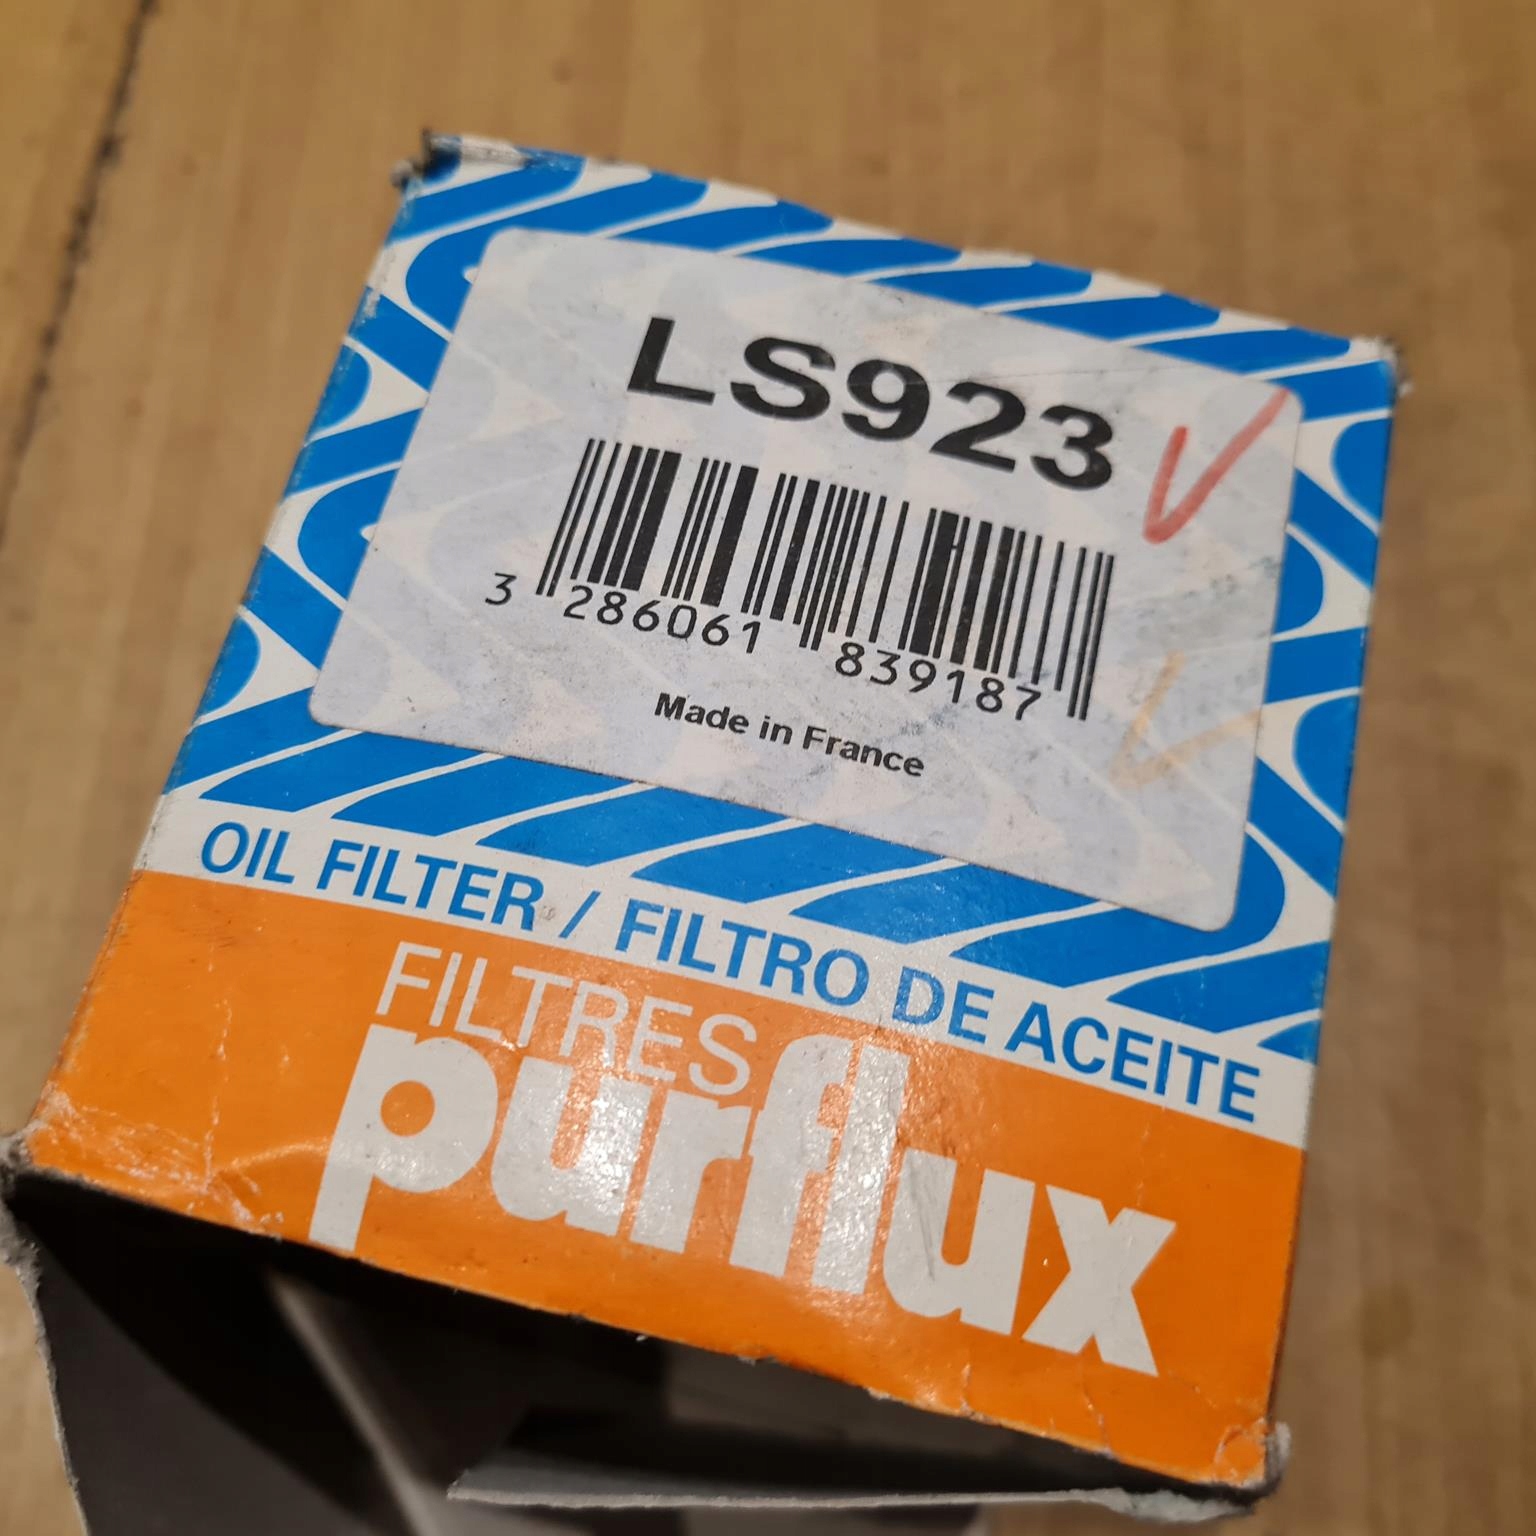 LS923
3 286061 839187
Made in France
OIL FILTER / FILTRO DE ACEITE
FILTRES
purflux